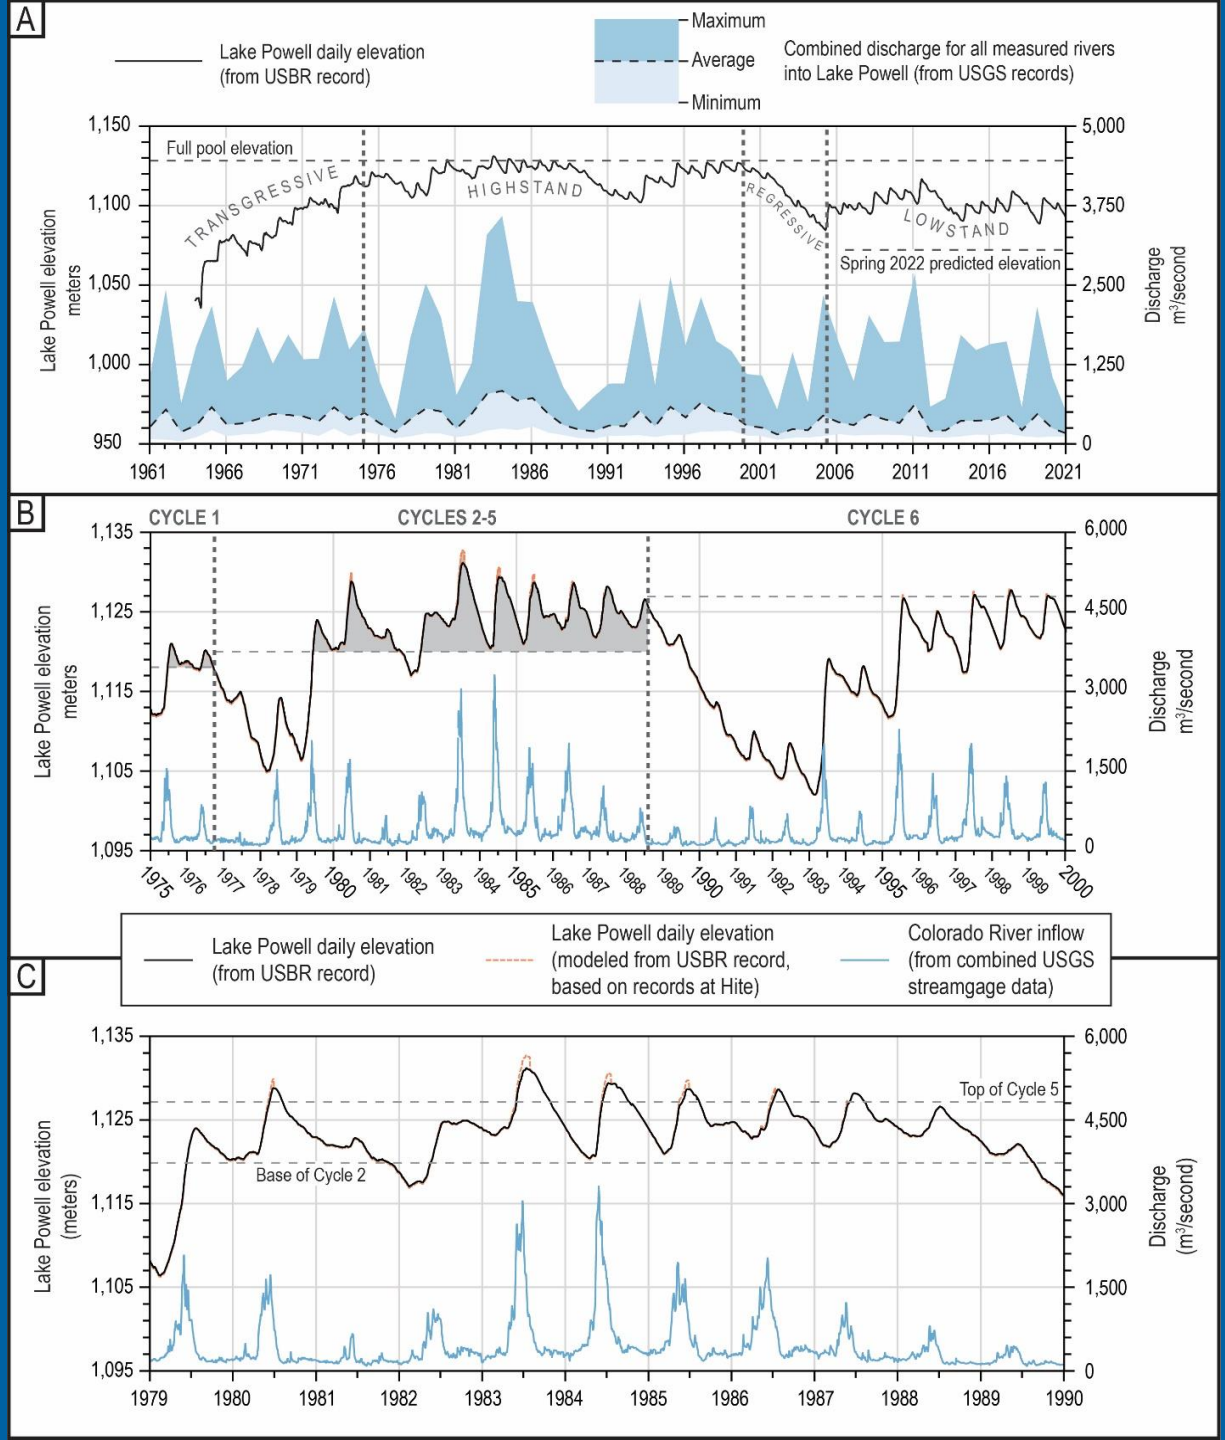 A
Lake Powell daily elevation
(from USBR record)
Maximum
Average
Minimum
Combined discharge for all measured rivers
into Lake Powell (from USGS records)
Lake Powell elevation
meters
1,150
1,100
1,050
1,000
950
Full pool elevation
TRANSGRESSIVE
HIGHSTAND
REGRESSIVE
LOWSTAND
Spring 2022 predicted elevation
5,000
3,750
2,500
1,250
0
Discharge
m³/second
1961 1966 1971 1976 1981 1986 1991 1996 2001 2006 2011 2016 2021
B
CYCLE 1 CYCLES 2-5 CYCLE 6
Lake Powell elevation
meters
1,135
1,125
1,115
1,105
1,095
6,000
4,500
3,000
1,500
0
Discharge
m³/second
1975 1976 1977 1978 1979 1980 1981 1982 1983 1984 1985 1986 1987 1988 1989 1990 1991 1992 1993 1994 1995 1996 1997 1998 1999 2000
Lake Powell daily elevation
(from USBR record)
Lake Powell daily elevation
(modeled from USBR record,
based on records at Hite)
Colorado River inflow
(from combined USGS
streamgage data)
C
Lake Powell elevation
(meters)
1,135
1,125
1,115
1,105
1,095
Top of Cycle 5
Base of Cycle 2
6,000
4,500
3,000
1,500
0
Discharge
(m³/second)
1979 1980 1981 1982 1983 1984 1985 1986 1987 1988 1989 1990